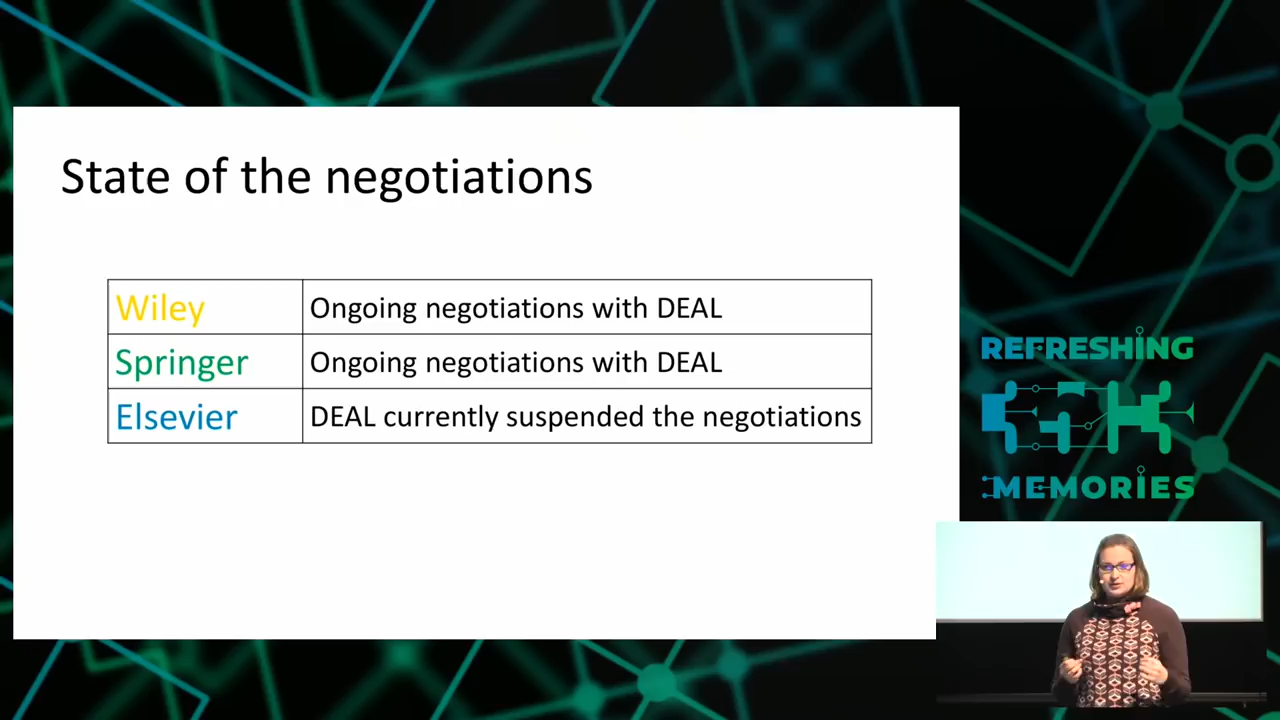 State of the negotiations
Wiley Ongoing negotiations with DEAL
Springer Ongoing negotiations with DEAL
Elsevier DEAL currently suspended the negotiations
REFRESHING
35C3
MEMORIES